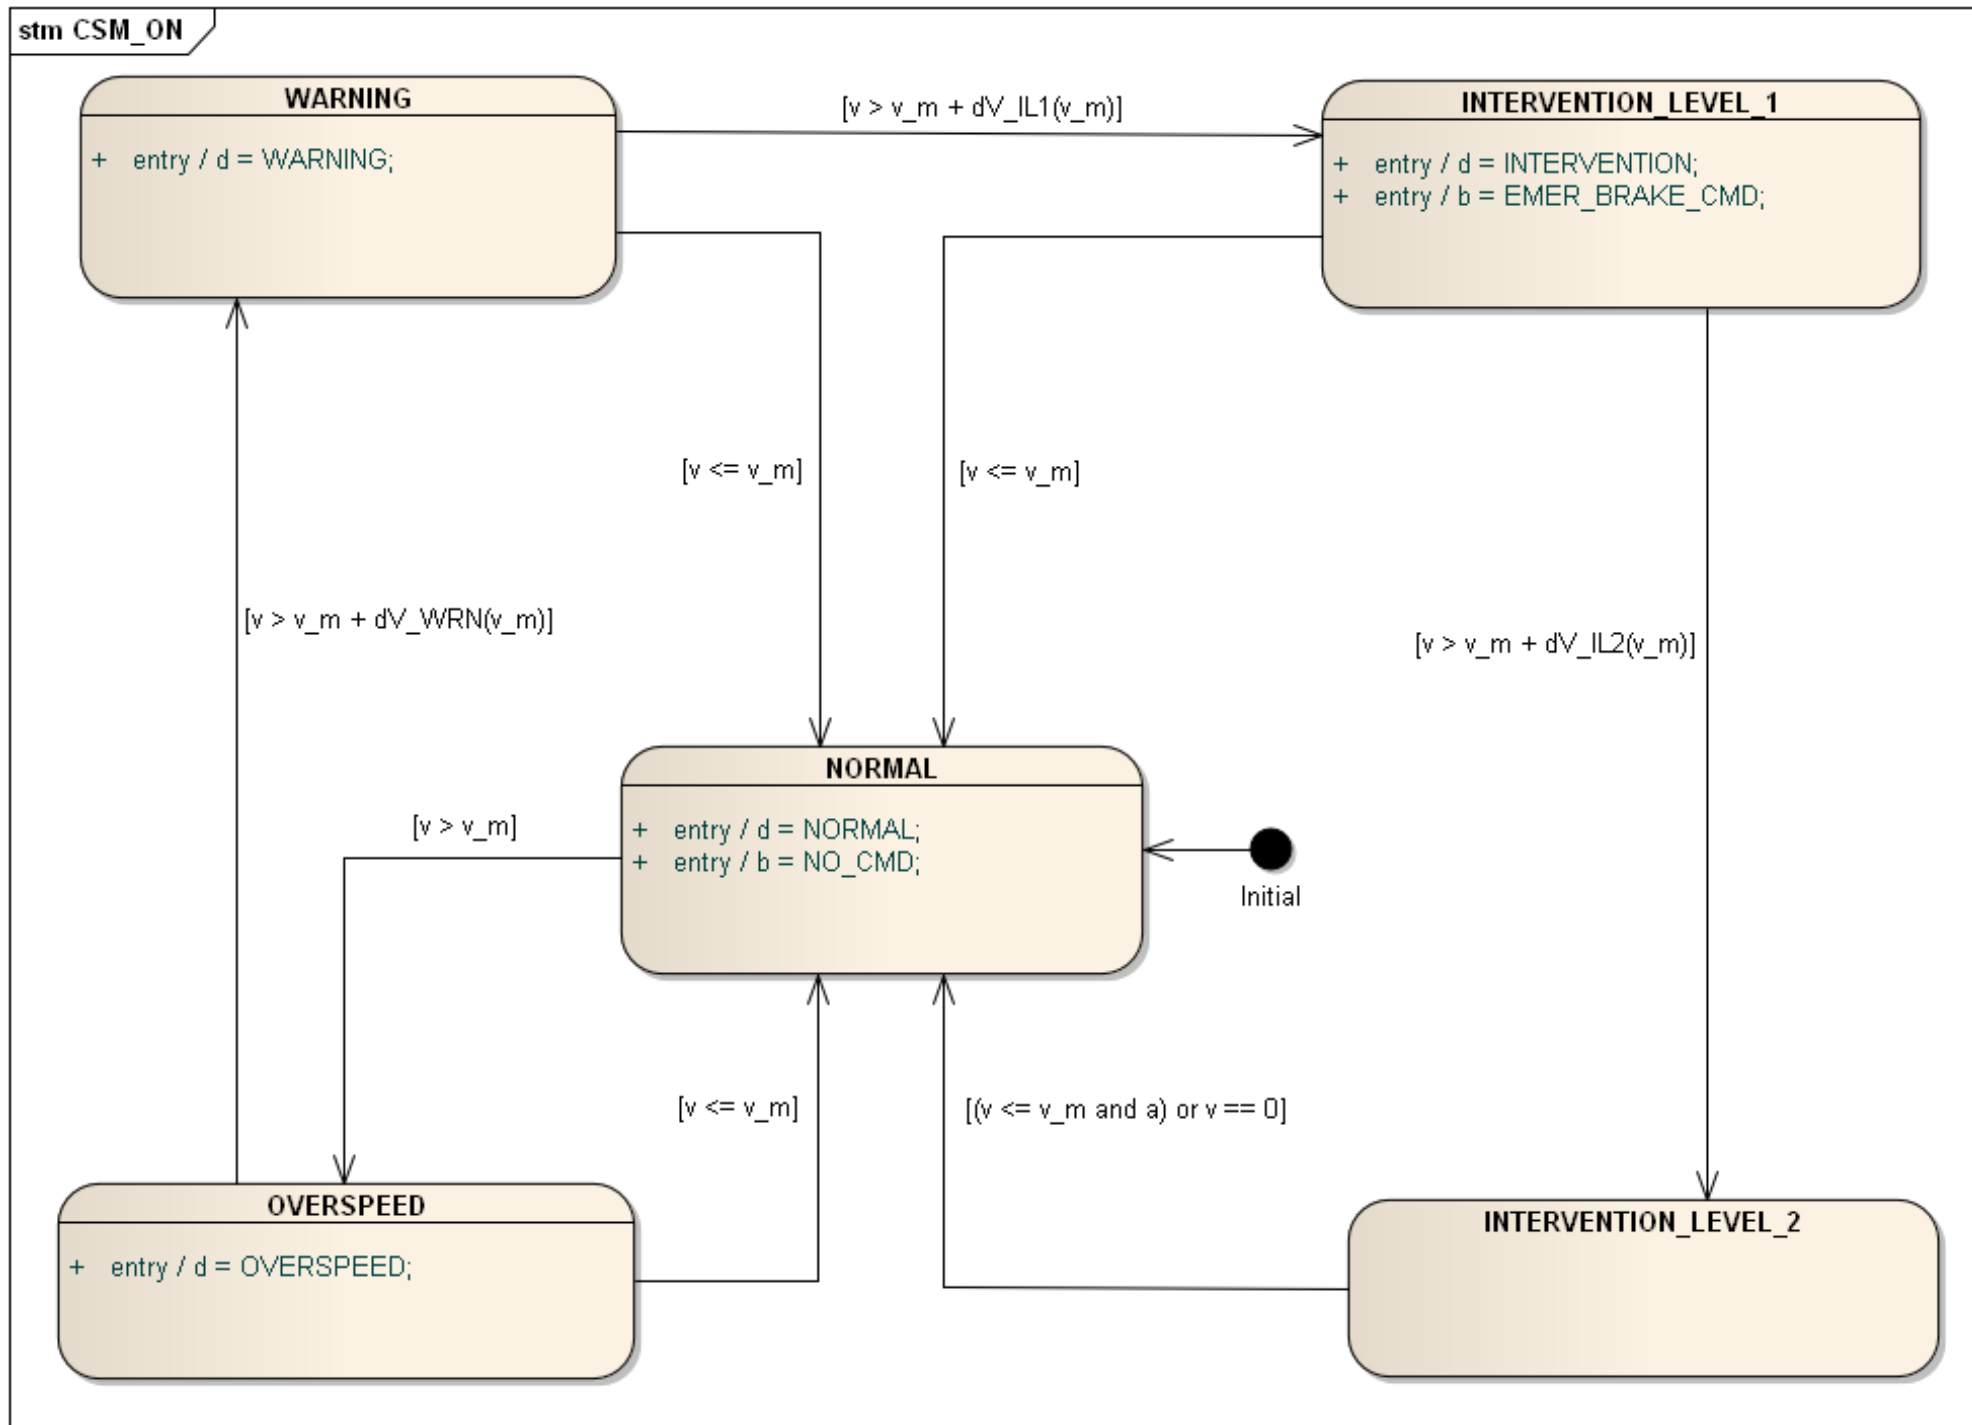 stm CSM_ON
WARNING
+ entry / d = WARNING;
[v > v_m + dV_IL1(v_m)]
INTERVENTION_LEVEL_1
+ entry / d = INTERVENTION;
+ entry / b = EMER_BRAKE_CMD;
[v <= v_m]
[v <= v_m]
[v > v_m + dV_WRN(v_m)]
[v > v_m + dV_IL2(v_m)]
NORMAL
+ entry / d = NORMAL;
+ entry / b = NO_CMD;
[v > v_m]
Initial
[v <= v_m]
[(v <= v_m and a) or v == 0]
OVERSPEED
+ entry / d = OVERSPEED;
INTERVENTION_LEVEL_2